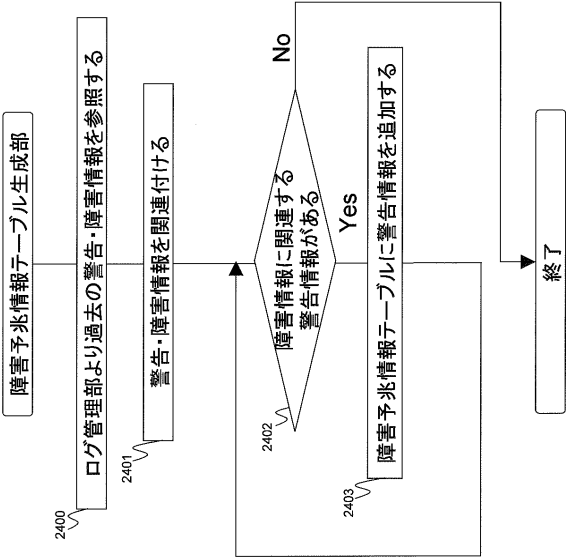 障害予兆情報テーブル生成部
ログ管理部より過去の警告・障害情報を参照する
2400
警告・障害情報を関連付ける
2401
障害情報に関連する
警告情報がある
2402
No
Yes
障害予兆情報テーブルに警告情報を追加する
2403
終了